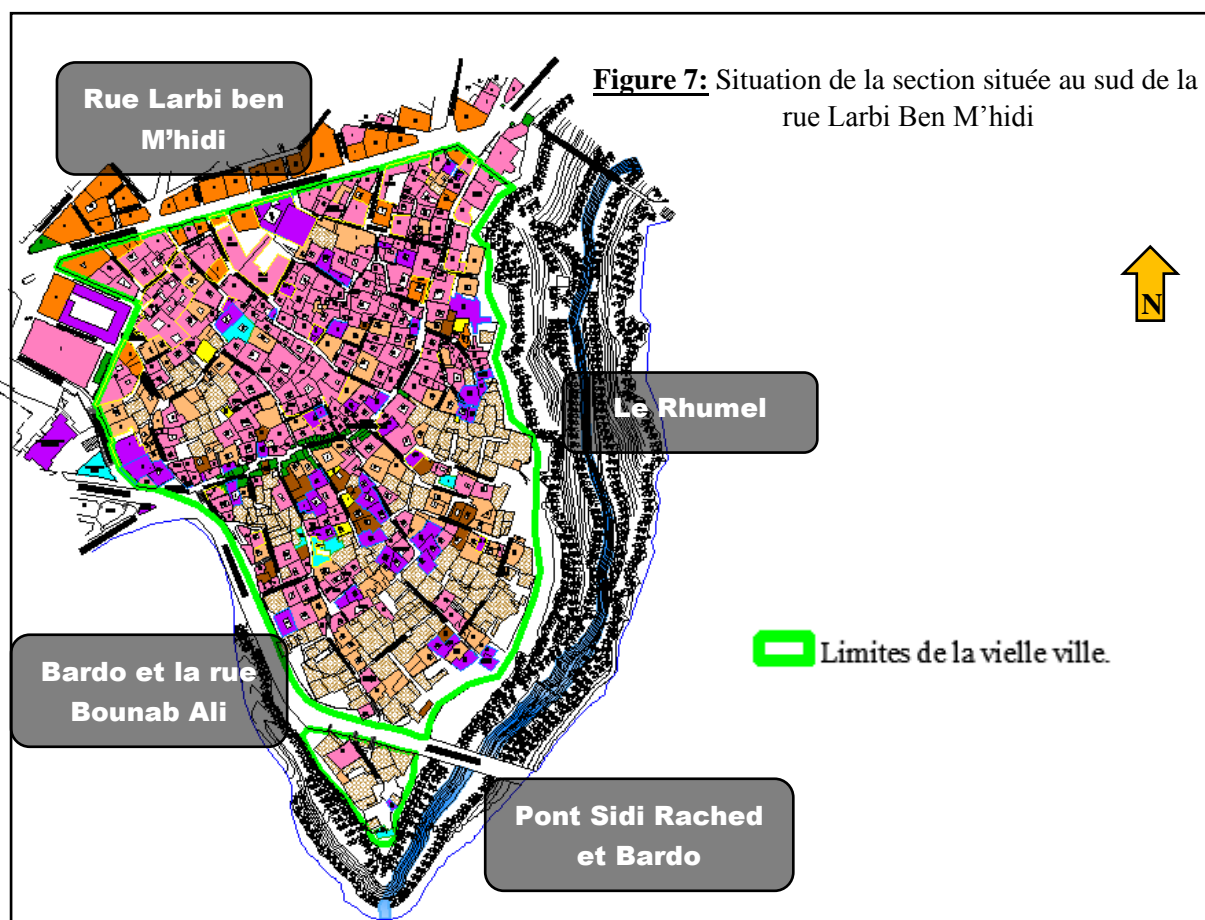 Figure 7: Situation de la section située au sud de la
rue Larbi Ben M'hidi
Rue Larbi ben
M'hidi
N
Le Rhumel
Limites de la vielle ville.
Bardo et la rue
Bounab Ali
Pont Sidi Rached
et Bardo